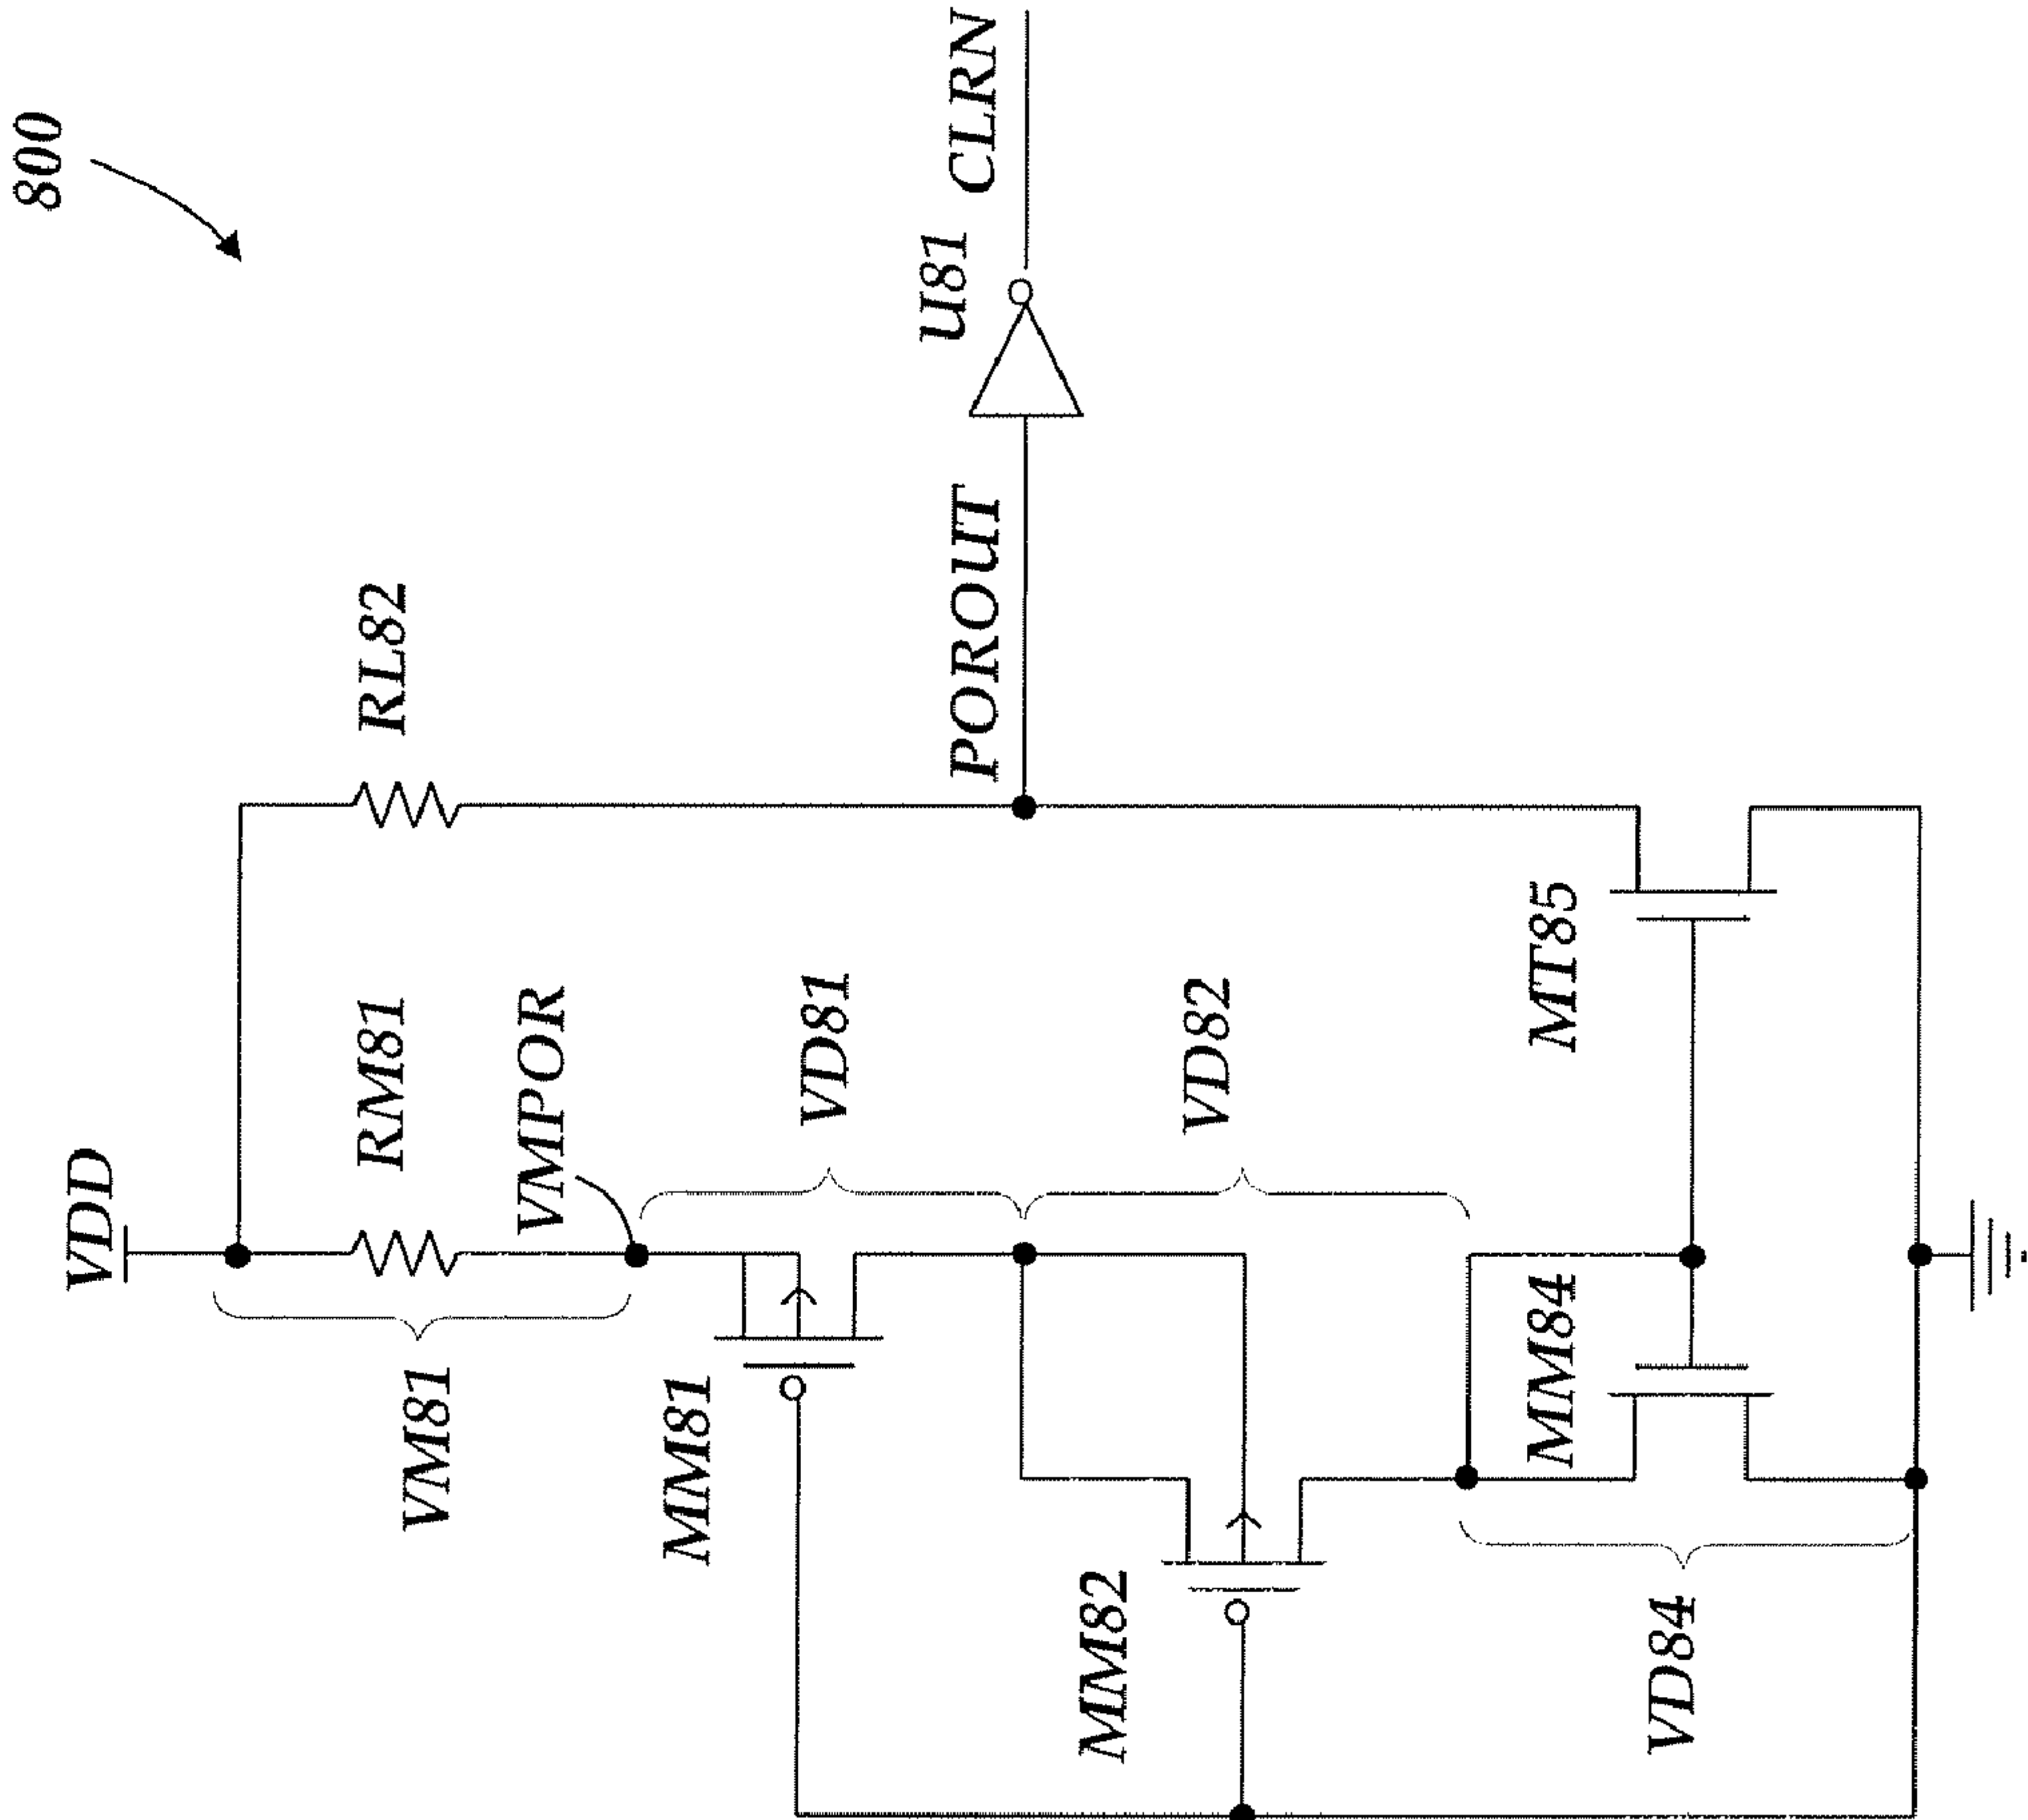 800
VDD
RM81
RL82
VM81
VMPOR
MM81
VD81
POROUT
U81
CLRN
MM82
VD82
MM84
MT85
VD84